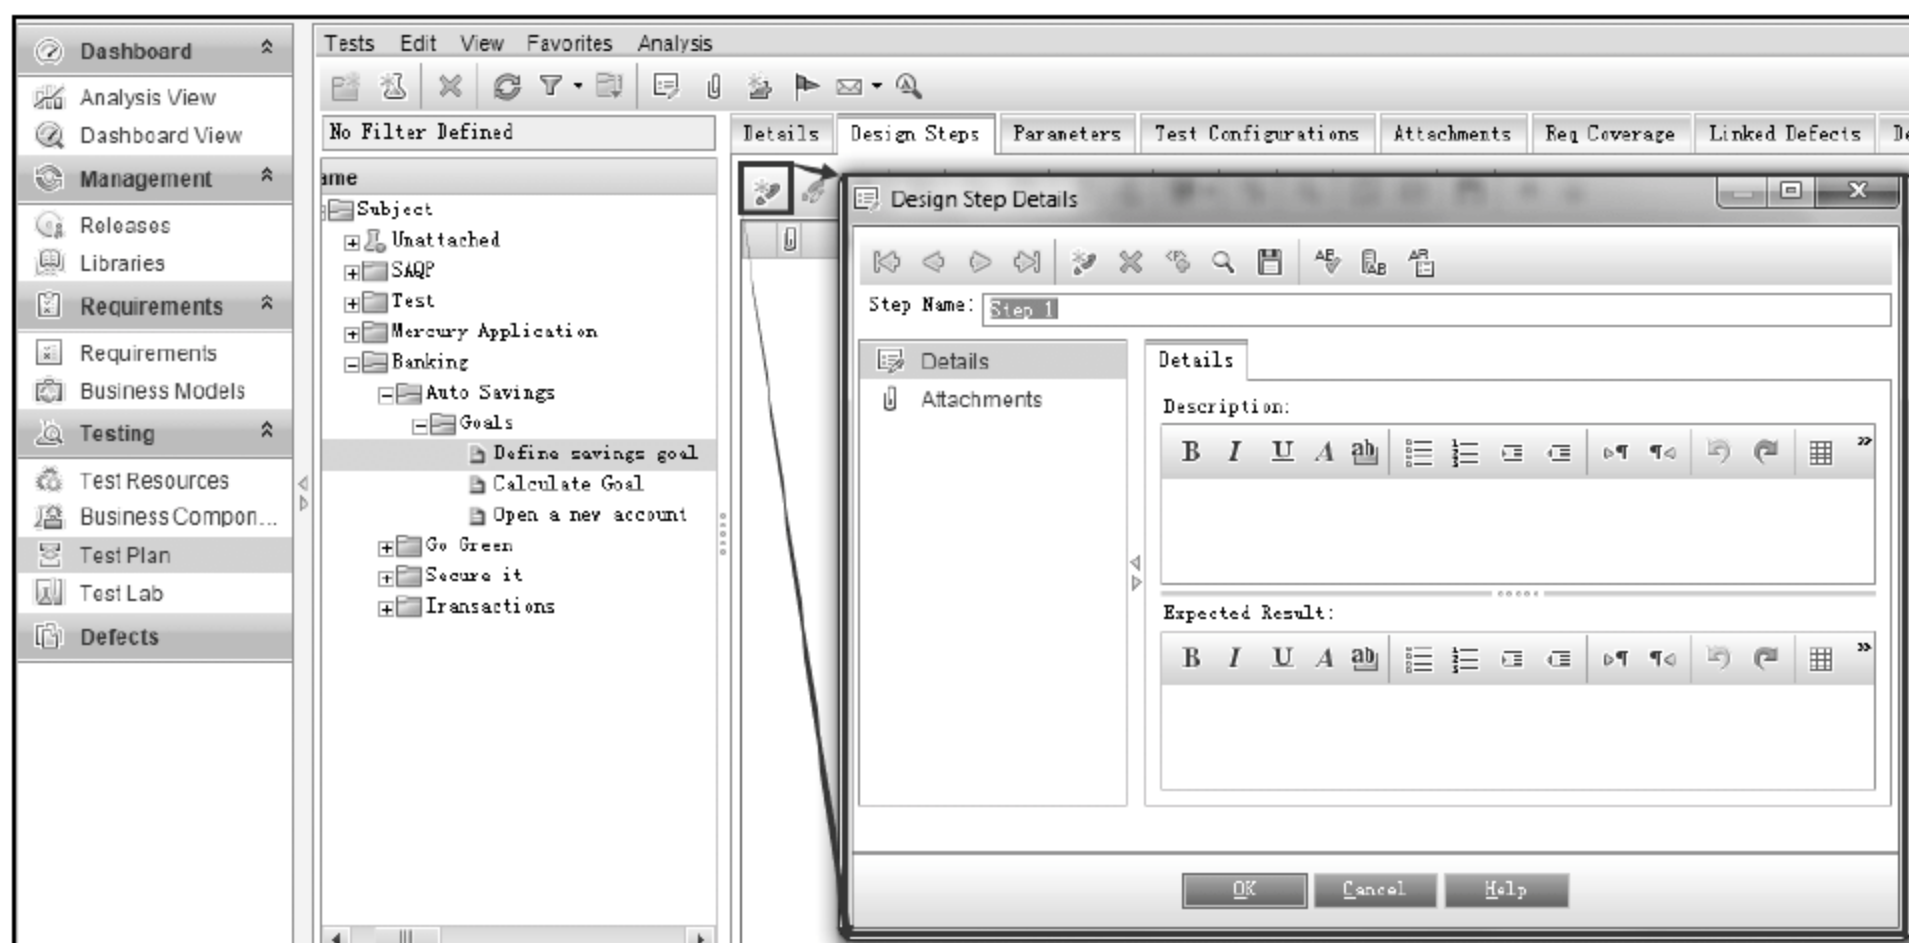 Dashboard
Analysis View
Dashboard View
Management
Releases
Libraries
Requirements
Requirements
Business Models
Testing
Test Resources
Business Compon...
Test Plan
Test Lab
Defects
Tests Edit View Favorites Analysis
No Filter Defined
ame
Subject
Unattached
SAQP
Test
Mercury Application
Banking
Auto Savings
Goals
Define savings goal
Calculate Goal
Open a new account
Go Green
Secure it
Transactions
Details Design Steps Parameters Test Configurations Attachments Req Coverage Linked Defects De
Design Step Details
Step Name: Step 1
Details
Attachments
Details
Description:
B I U A ab
Expected Result:
B I U A ab
OK Cancel Help